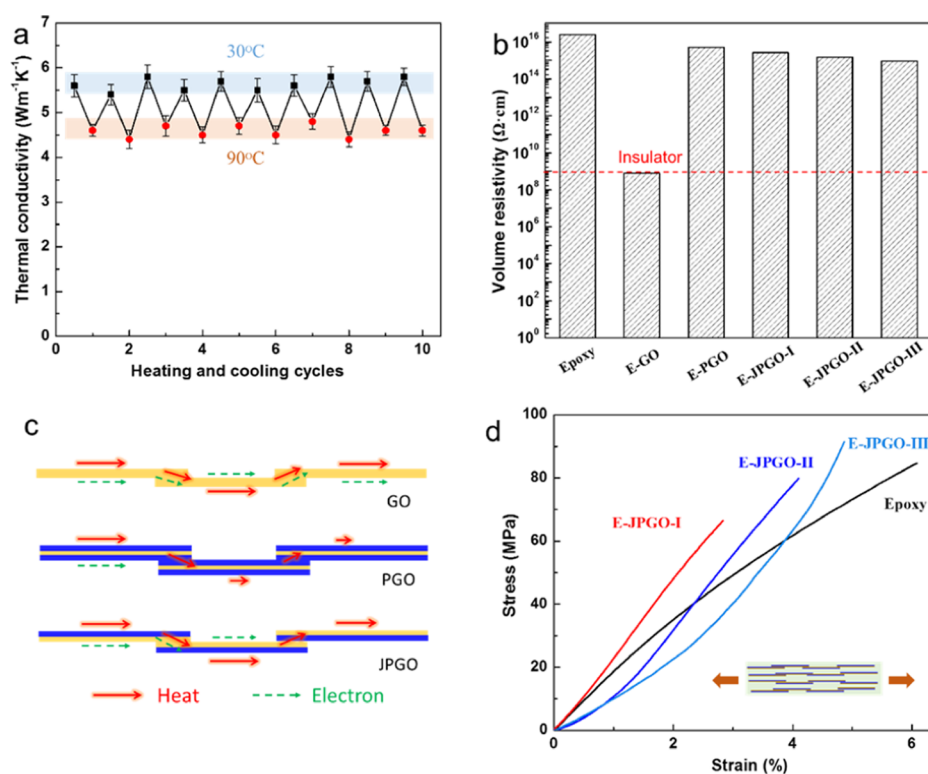 a
Thermal conductivity (Wm⁻¹K⁻¹)
7
6
5
4
3
2
1
0
30°C
90°C
0
2
4
6
8
10
Heating and cooling cycles
b
Volume resistivity (Ω·cm)
10¹⁶
10¹⁴
10¹²
10¹⁰
10⁸
10⁶
10⁴
10²
10⁰
Insulator
Epoxy
E-GO
E-PGO
E-JPGO-I
E-JPGO-II
E-JPGO-III
c
GO
PGO
JPGO
Heat
Electron
d
Stress (MPa)
100
80
60
40
20
0
E-JPGO-I
E-JPGO-II
E-JPGO-III
Epoxy
0
2
4
6
Strain (%)